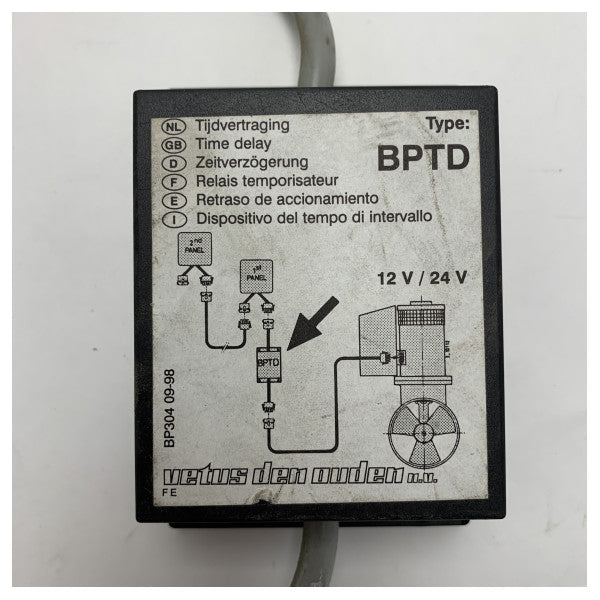 NL Tijdvertraging
GB Time delay
D Zeitverzögerung
F Relais temporisateur
E Retraso de accionamiento
I Dispositivo del tempo di intervallo
Type:
BPTD
2nd
PANEL
1st
PANEL
12 V / 24 V
BPTD
BP304 09-98
vetus den ouden n.v.
FE